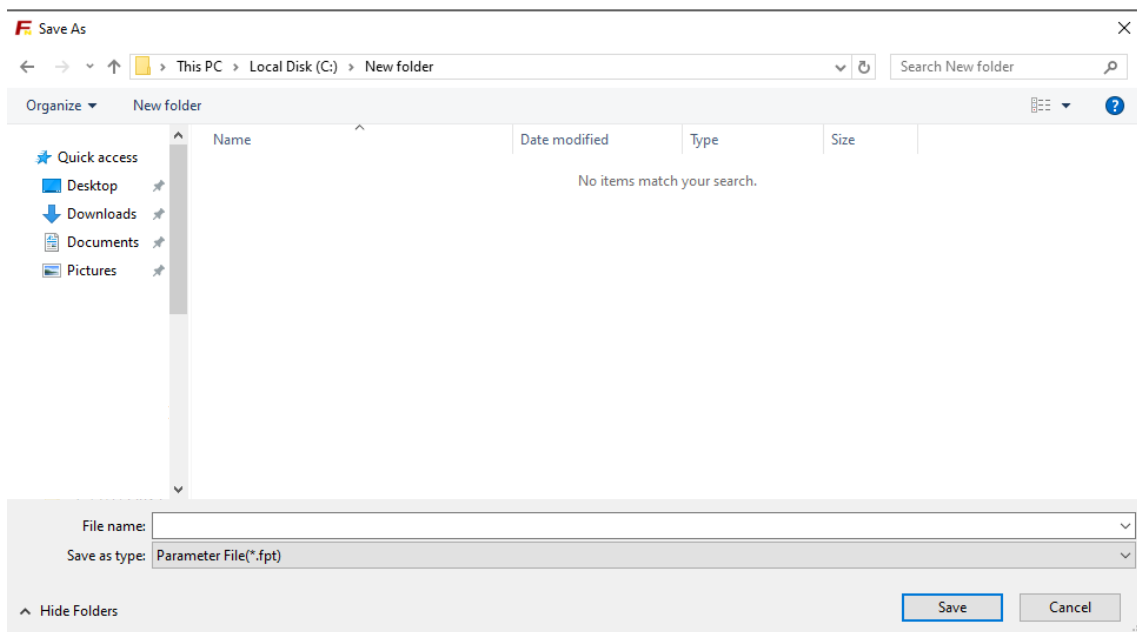 Save As
This PC > Local Disk (C:) > New folder
Search New folder
Organize
New folder
Name
Date modified
Type
Size
Quick access
Desktop
Downloads
Documents
Pictures
No items match your search.
File name:
Save as type: Parameter File(*.fpt)
Hide Folders
Save
Cancel